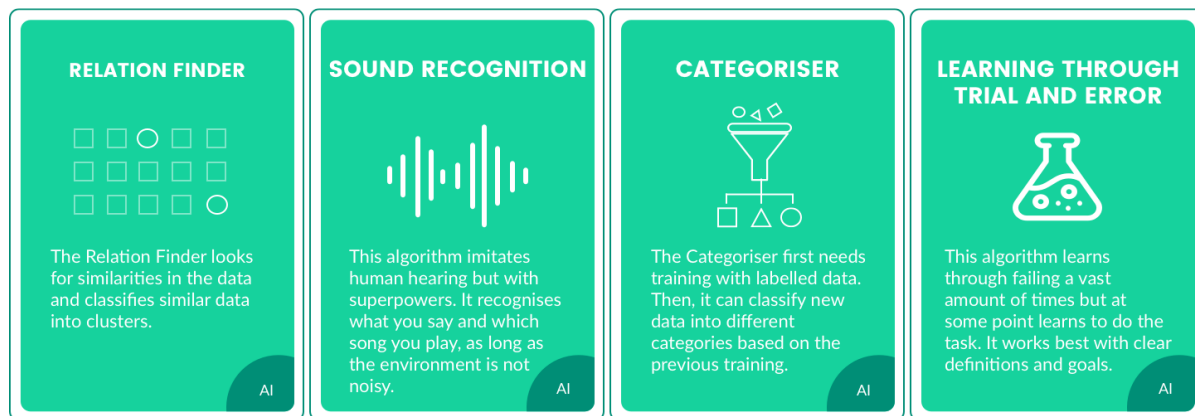 RELATION FINDER
The Relation Finder looks
for similarities in the data
and classifies similar data
into clusters.
AI
SOUND RECOGNITION
This algorithm imitates
human hearing but with
superpowers. It recognises
what you say and which
song you play, as long as
the environment is not
noisy.
AI
CATEGORISER
The Categoriser first needs
training with labelled data.
Then, it can classify new
data into different
categories based on the
previous training.
AI
LEARNING THROUGH
TRIAL AND ERROR
This algorithm learns
through failing a vast
amount of times but at
some point learns to do the
task. It works best with clear
definitions and goals.
AI